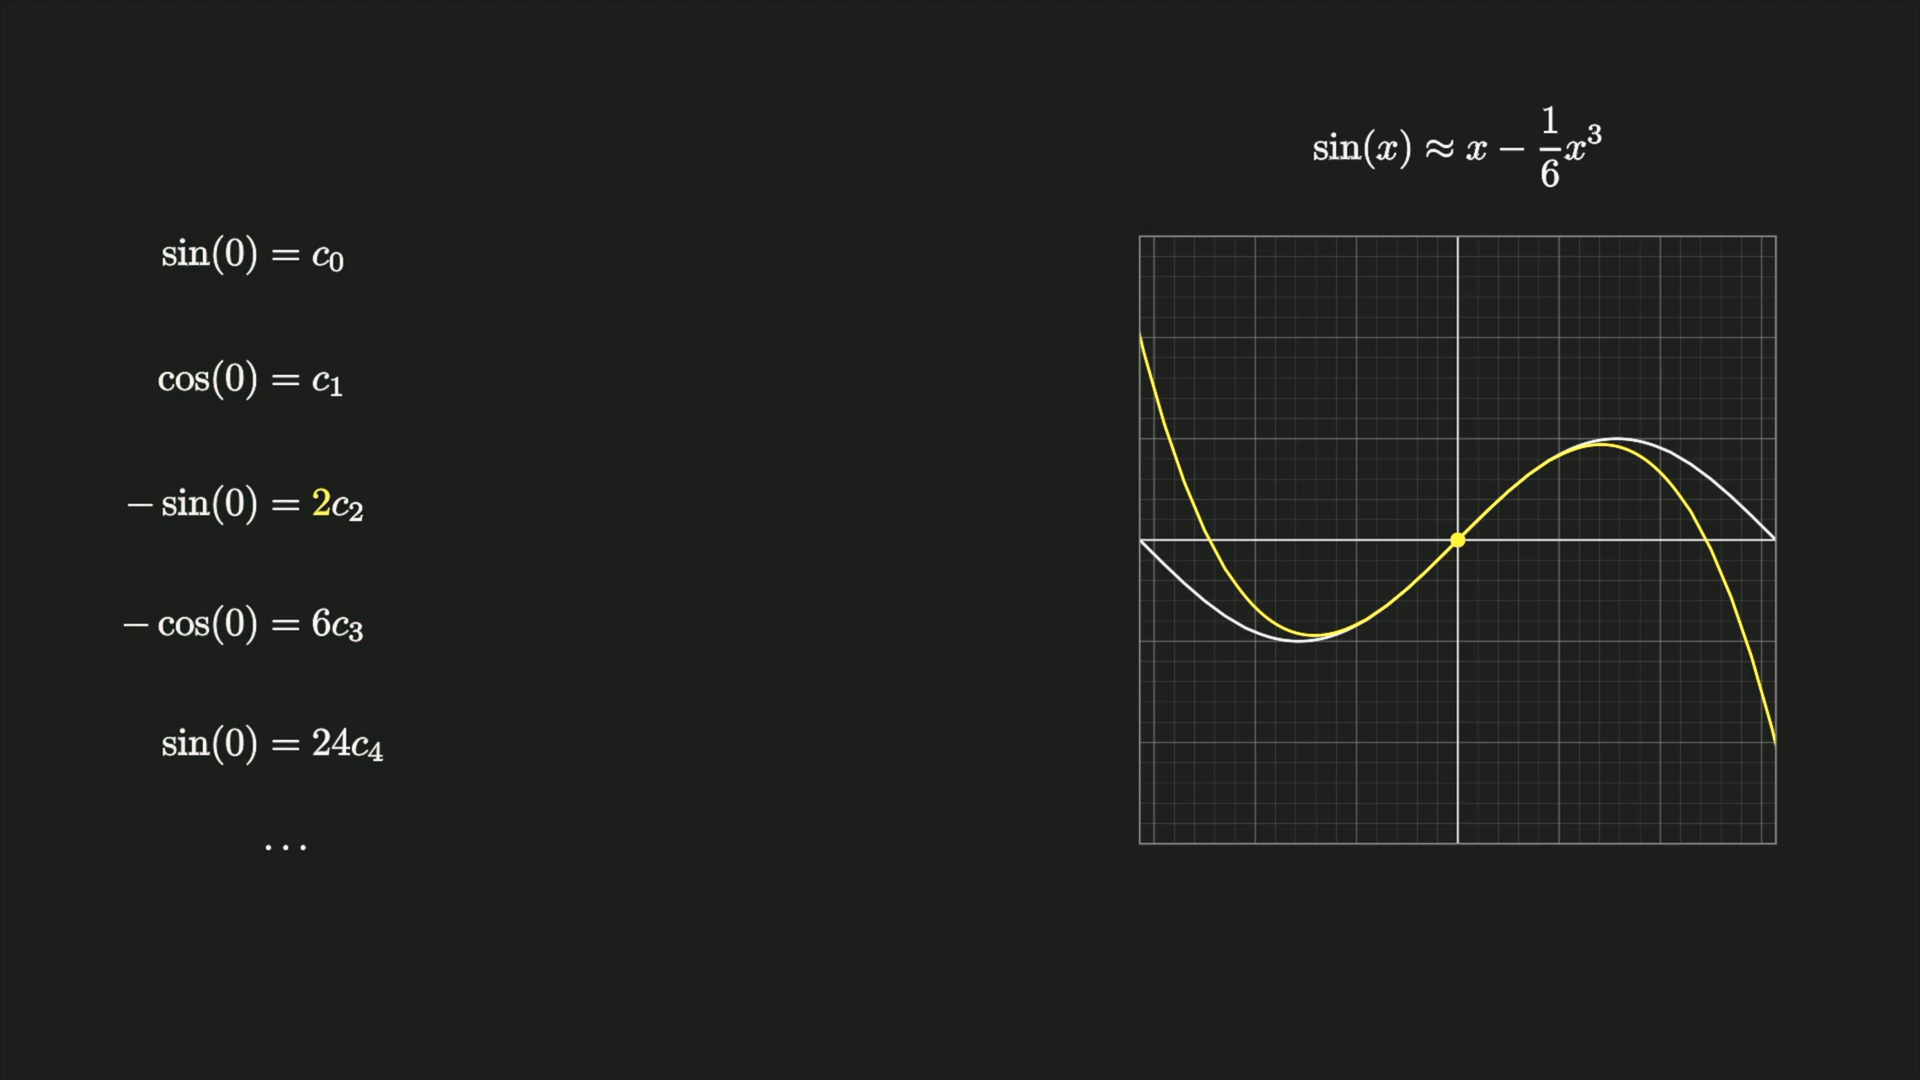 sin(x) ≈ x − 1/6 x³
sin(0) = c₀
cos(0) = c₁
− sin(0) = 2c₂
− cos(0) = 6c₃
sin(0) = 24c₄
...